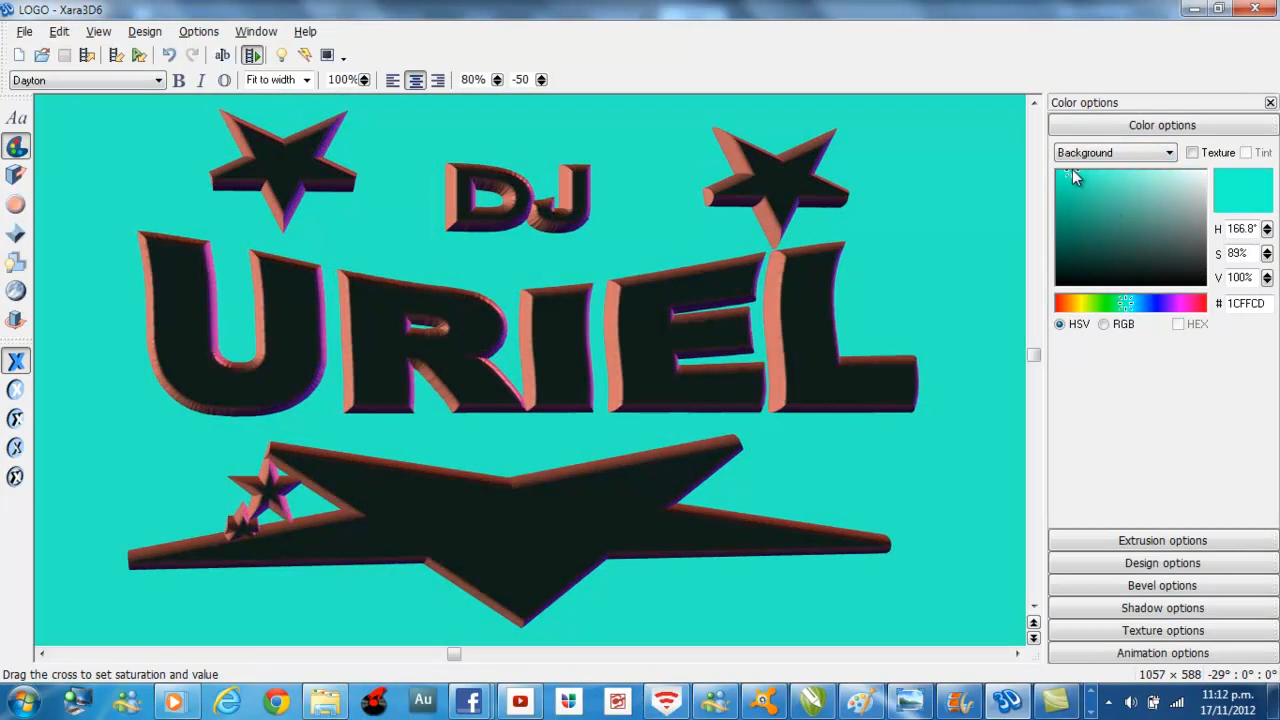 LOGO - Xara3D6
File Edit View Design Options Window Help
Dayton B I O Fit to width 100% 80% -50
Color options
Color options
Background Texture Tint
H 166.8°
S 89%
V 100%
# 1CFFCD
HSV RGB HEX
DJ
URIEL
Extrusion options
Design options
Bevel options
Shadow options
Texture options
Animation options
Drag the cross to set saturation and value 1057 × 588 -29° : 0° : 0°
Au
11:12 p.m.
17/11/2012